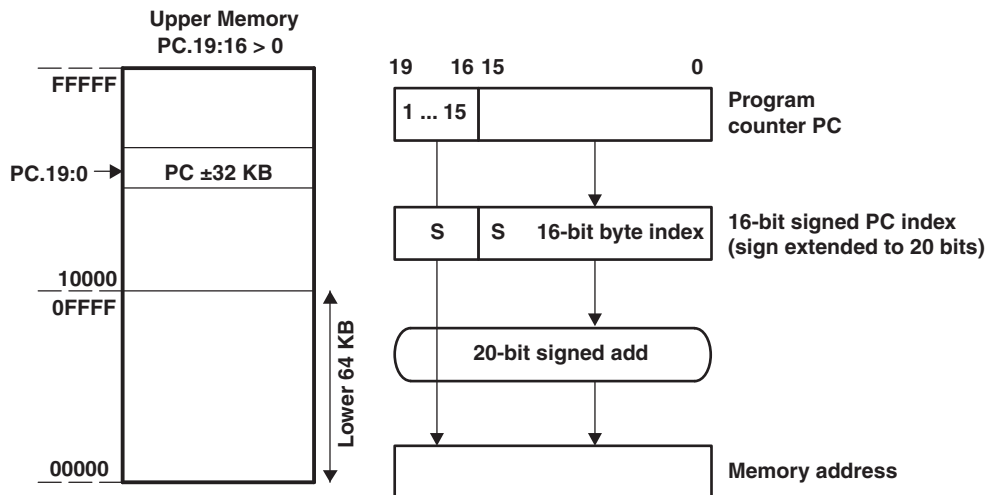 Upper Memory
PC.19:16 > 0
FFFFF
PC.19:0
PC ±32 KB
10000
0FFFF
Lower 64 KB
00000
19 16 15 0
1 ... 15
Program
counter PC
S S 16-bit byte index
16-bit signed PC index
(sign extended to 20 bits)
20-bit signed add
Memory address